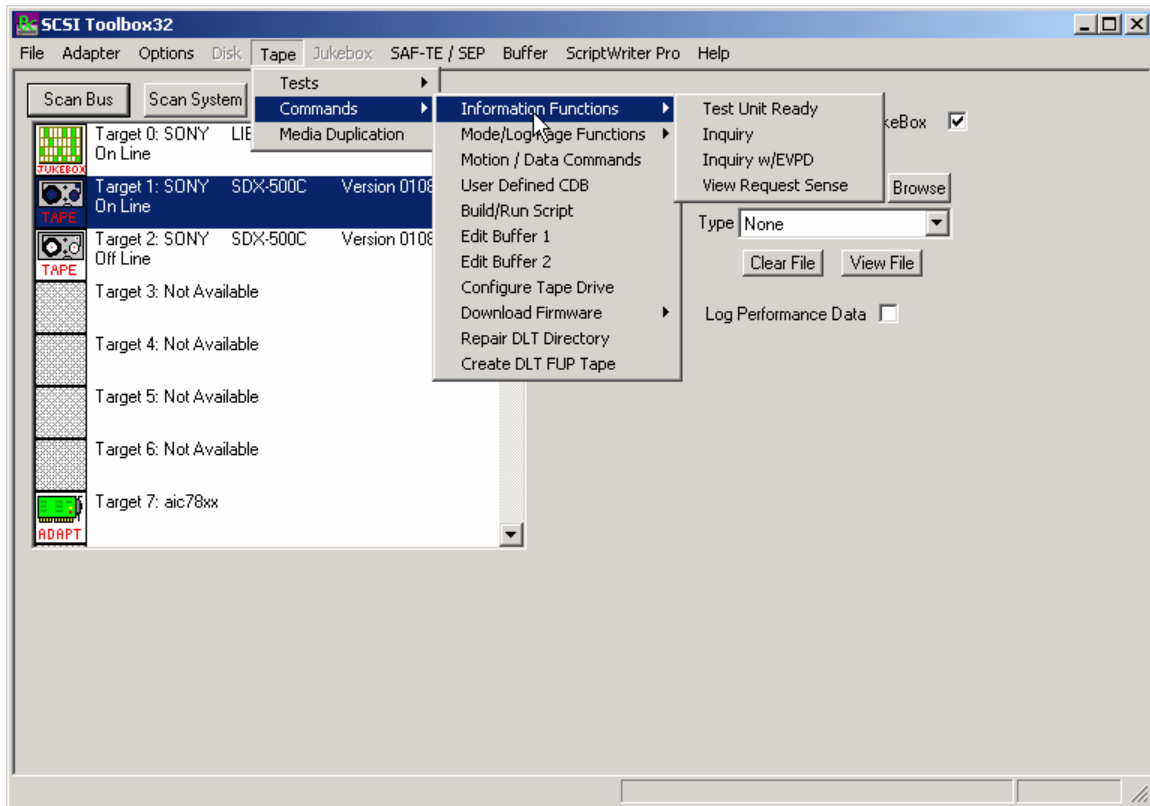 SCSI Toolbox32
File Adapter Options Disk Tape Jukebox SAF-TE / SEP Buffer ScriptWriter Pro Help
Scan Bus Scan System
Tests
Commands
Media Duplication
Information Functions
Mode/Log Page Functions
Motion / Data Commands
User Defined CDB
Build/Run Script
Edit Buffer 1
Edit Buffer 2
Configure Tape Drive
Download Firmware
Repair DLT Directory
Create DLT FUP Tape
Test Unit Ready
Inquiry
Inquiry w/EVPD
View Request Sense
JUKEBOX
Target 0: SONY LIE
On Line
TAPE
Target 1: SONY SDX-500C Version 0108
On Line
TAPE
Target 2: SONY SDX-500C Version 0108
Off Line
Target 3: Not Available
Target 4: Not Available
Target 5: Not Available
Target 6: Not Available
ADAPT
Target 7: aic78xx
keBox
Browse
Type None
Clear File View File
Log Performance Data